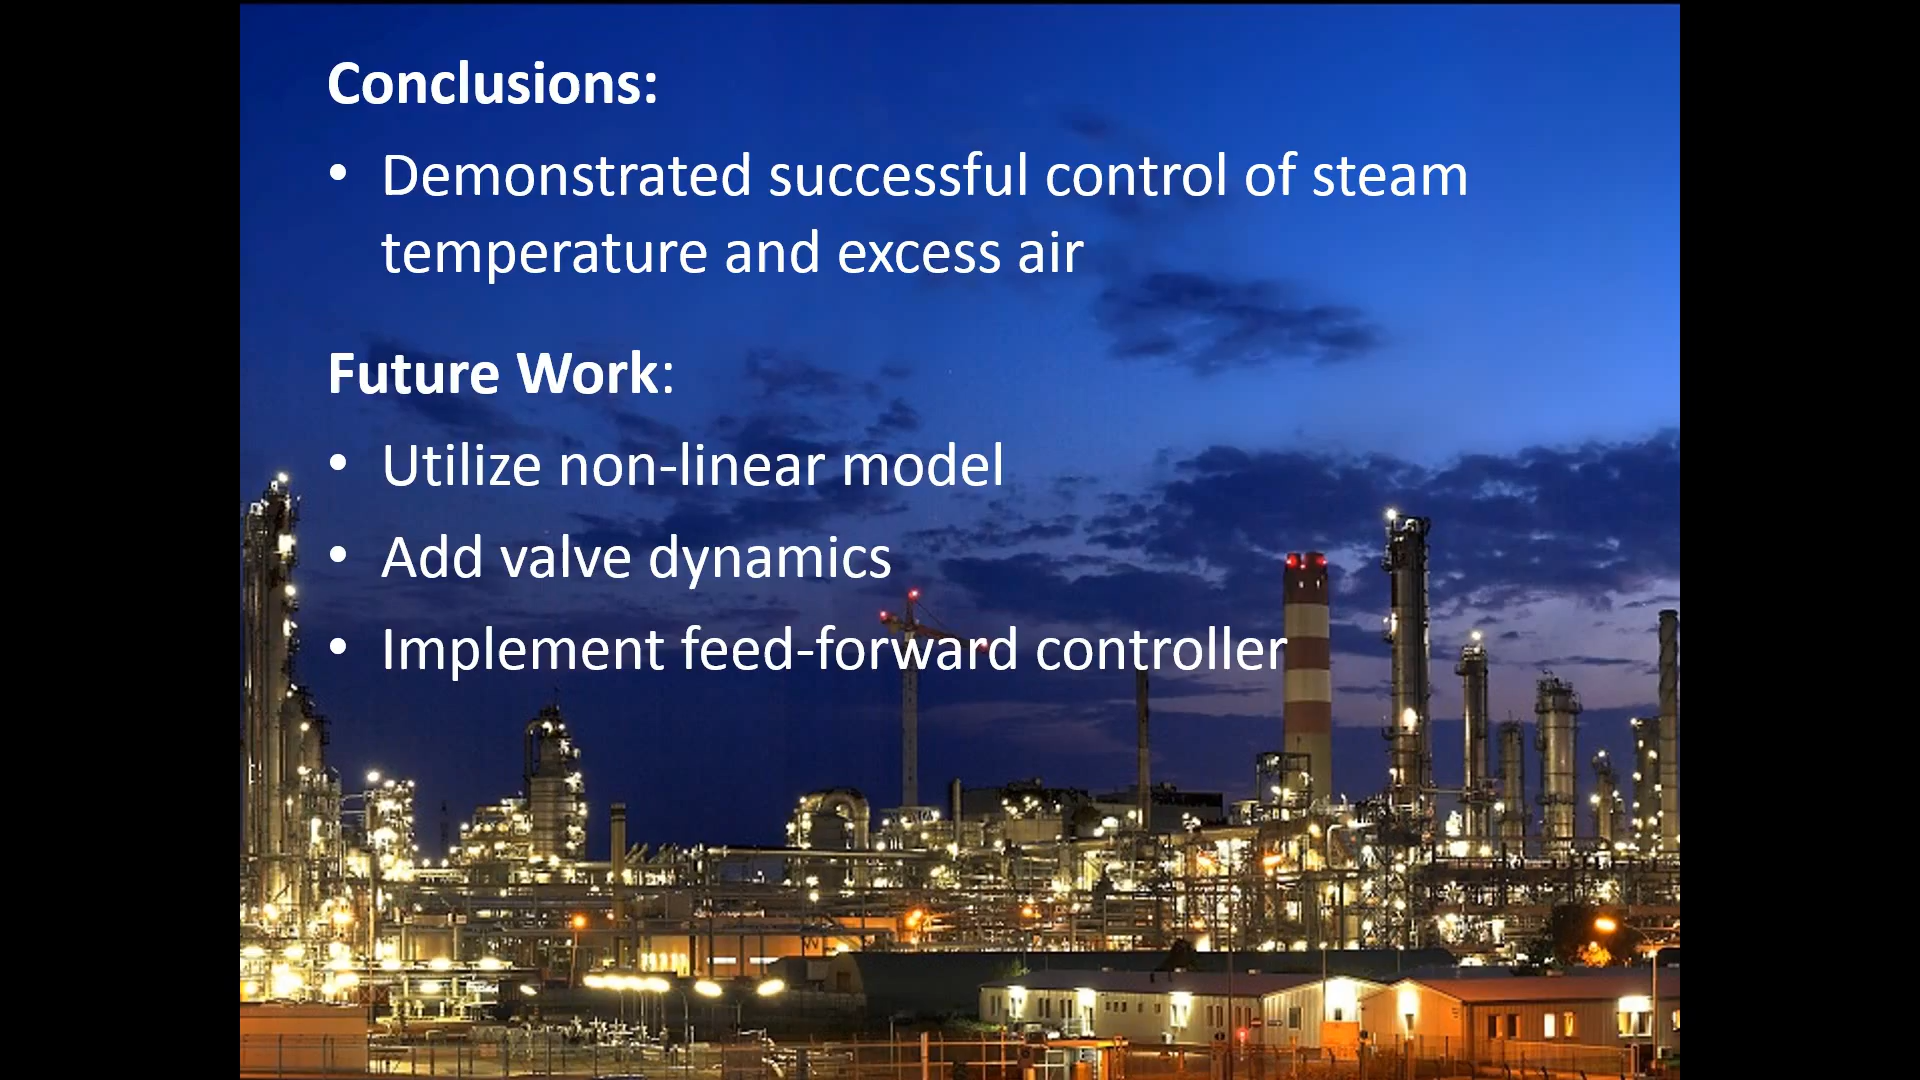 Conclusions:
• Demonstrated successful control of steam
temperature and excess air
Future Work:
• Utilize non-linear model
• Add valve dynamics
• Implement feed-forward controller